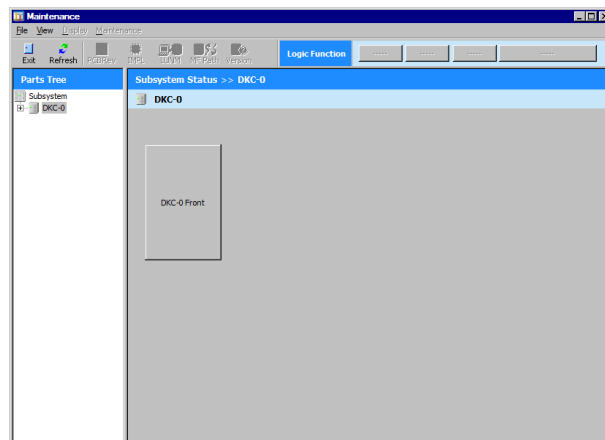 Maintenance
File View Display Maintenance
Exit Refresh PCBRev IMPL LUNM MF Path Version Logic Function ----- ----- ----- -----
Parts Tree
Subsystem Status >> DKC-0
Subsystem
DKC-0
DKC-0
DKC-0 Front